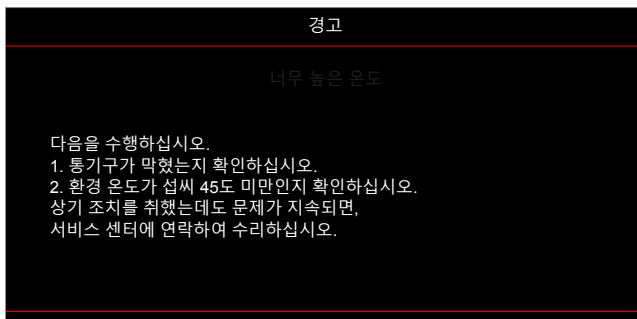 경고
너무 높은 온도
다음을 수행하십시오.
1. 통기구가 막혔는지 확인하십시오.
2. 환경 온도가 섭씨 45도 미만인지 확인하십시오.
상기 조치를 취했는데도 문제가 지속되면,
서비스 센터에 연락하여 수리하십시오.